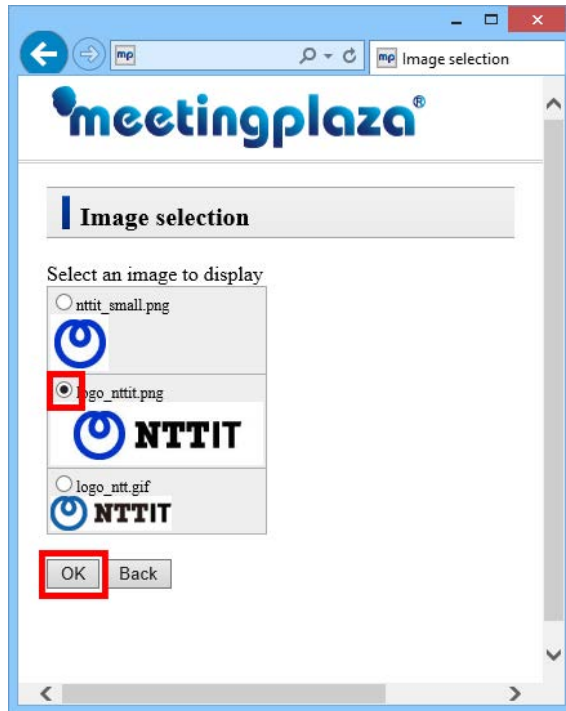 mp
mp Image selection
meetingplaza®
Image selection
Select an image to display
nttit_small.png
logo_nttit.png
NTTIT
logo_ntt.gif
NTTIT
OK Back